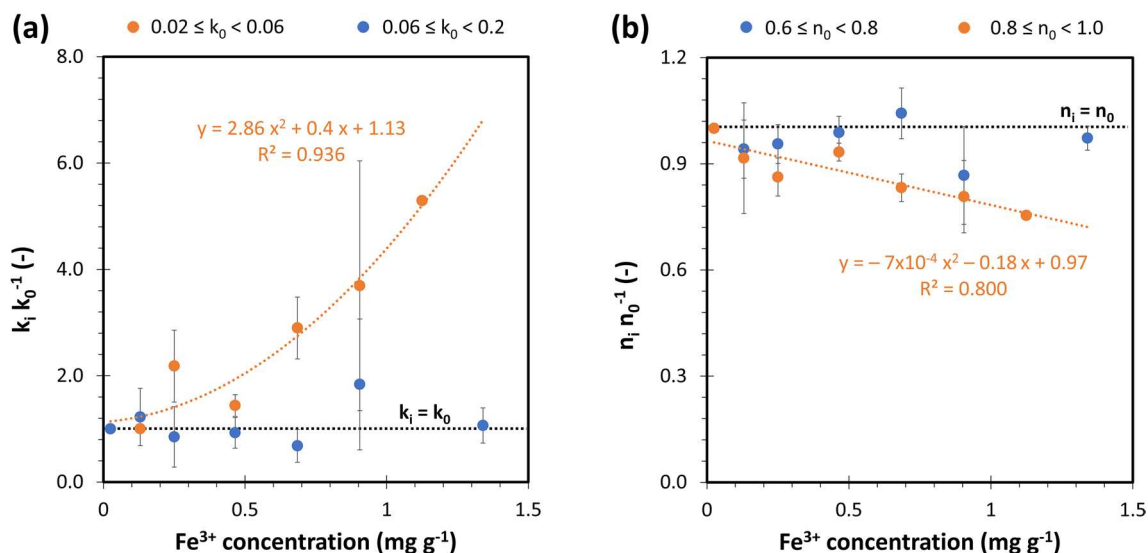 (a)
0.02 ≤ k₀ < 0.06
0.06 ≤ k₀ < 0.2
8.0
6.0
4.0
2.0
0.0
kᵢ k₀⁻¹ (-)
y = 2.86 x² + 0.4 x + 1.13
R² = 0.936
kᵢ = k₀
0.0
0.5
1
1.5
Fe³⁺ concentration (mg g⁻¹)
(b)
0.6 ≤ n₀ < 0.8
0.8 ≤ n₀ < 1.0
1.2
0.9
0.6
0.3
0.0
nᵢ n₀⁻¹ (-)
nᵢ = n₀
y = – 7x10⁻⁴ x² – 0.18 x + 0.97
R² = 0.800
0.0
0.5
1
1.5
Fe³⁺ concentration (mg g⁻¹)